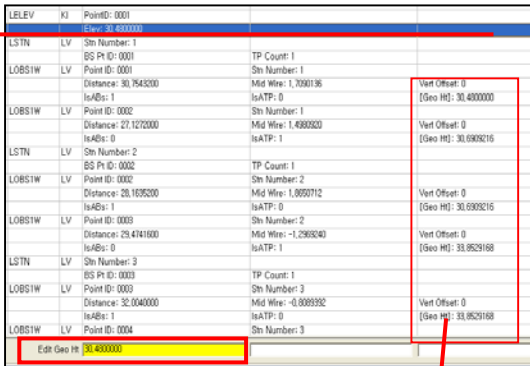 LELEV KI PointID: 0001
Elev: 30,4800000
LSTN LV Stn Number: 1
BS Pt ID: 0001 TP Count: 1
LOBS1W LV Point ID: 0001 Stn Number: 1
Distance: 30,7543200 Mid Wire: 1,7090136 Vert Offset: 0
IsABs: 1 IsATP: 0 [Geo Ht]: 30,4800000
LOBS1W LV Point ID: 0002 Stn Number: 1
Distance: 27,1272000 Mid Wire: 1,4980920 Vert Offset: 0
IsABs: 0 IsATP: 1 [Geo Ht]: 30,6909216
LSTN LV Stn Number: 2
BS Pt ID: 0002 TP Count: 1
LOBS1W LV Point ID: 0002 Stn Number: 2
Distance: 28,1635200 Mid Wire: 1,8650712 Vert Offset: 0
IsABs: 1 IsATP: 0 [Geo Ht]: 30,6909216
LOBS1W LV Point ID: 0003 Stn Number: 2
Distance: 29,4741600 Mid Wire: -1,2969240 Vert Offset: 0
IsABs: 0 IsATP: 1 [Geo Ht]: 33,8529168
LSTN LV Stn Number: 3
BS Pt ID: 0003 TP Count: 1
LOBS1W LV Point ID: 0003 Stn Number: 3
Distance: 32,0040000 Mid Wire: -0,8089392 Vert Offset: 0
IsABs: 1 IsATP: 0 [Geo Ht]: 33,8529168
LOBS1W LV Point ID: 0004 Stn Number: 3
Edit Geo Ht 30,4800000